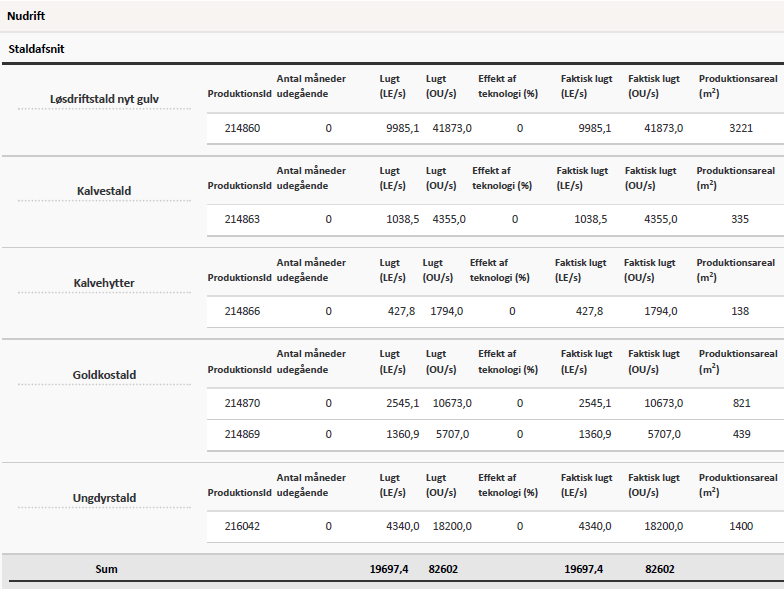 Nudrift
Staldafsnit
Løsdriftstald nyt gulv
ProduktionsId Antal måneder udegående Lugt (LE/s) Lugt (OU/s) Effekt af teknologi (%) Faktisk lugt (LE/s) Faktisk lugt (OU/s) Produktionsareal (m²)
214860 0 9985,1 41873,0 0 9985,1 41873,0 3221
Kalvestald
ProduktionsId Antal måneder udegående Lugt (LE/s) Lugt (OU/s) Effekt af teknologi (%) Faktisk lugt (LE/s) Faktisk lugt (OU/s) Produktionsareal (m²)
214863 0 1038,5 4355,0 0 1038,5 4355,0 335
Kalvehytter
ProduktionsId Antal måneder udegående Lugt (LE/s) Lugt (OU/s) Effekt af teknologi (%) Faktisk lugt (LE/s) Faktisk lugt (OU/s) Produktionsareal (m²)
214866 0 427,8 1794,0 0 427,8 1794,0 138
Goldkostald
ProduktionsId Antal måneder udegående Lugt (LE/s) Lugt (OU/s) Effekt af teknologi (%) Faktisk lugt (LE/s) Faktisk lugt (OU/s) Produktionsareal (m²)
214870 0 2545,1 10673,0 0 2545,1 10673,0 821
214869 0 1360,9 5707,0 0 1360,9 5707,0 439
Ungdyrstald
ProduktionsId Antal måneder udegående Lugt (LE/s) Lugt (OU/s) Effekt af teknologi (%) Faktisk lugt (LE/s) Faktisk lugt (OU/s) Produktionsareal (m²)
216042 0 4340,0 18200,0 0 4340,0 18200,0 1400
Sum 19697,4 82602 19697,4 82602